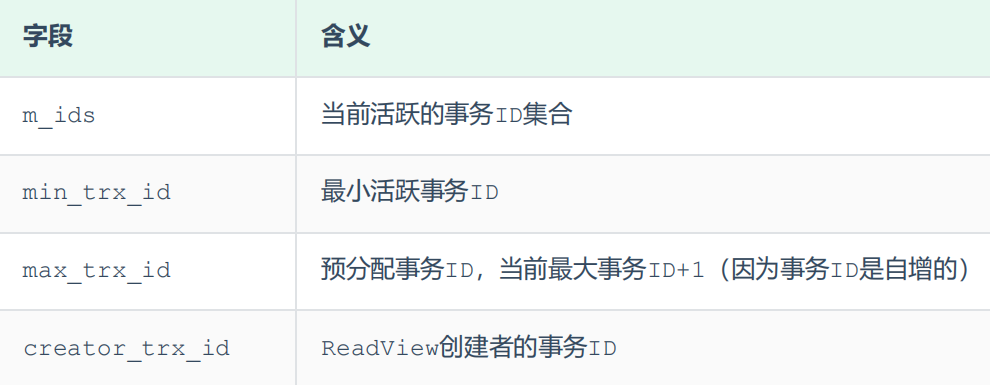 字段 含义
m_ids 当前活跃的事务ID集合
min_trx_id 最小活跃事务ID
max_trx_id 预分配事务ID，当前最大事务ID+1（因为事务ID是自增的）
creator_trx_id ReadView创建者的事务ID